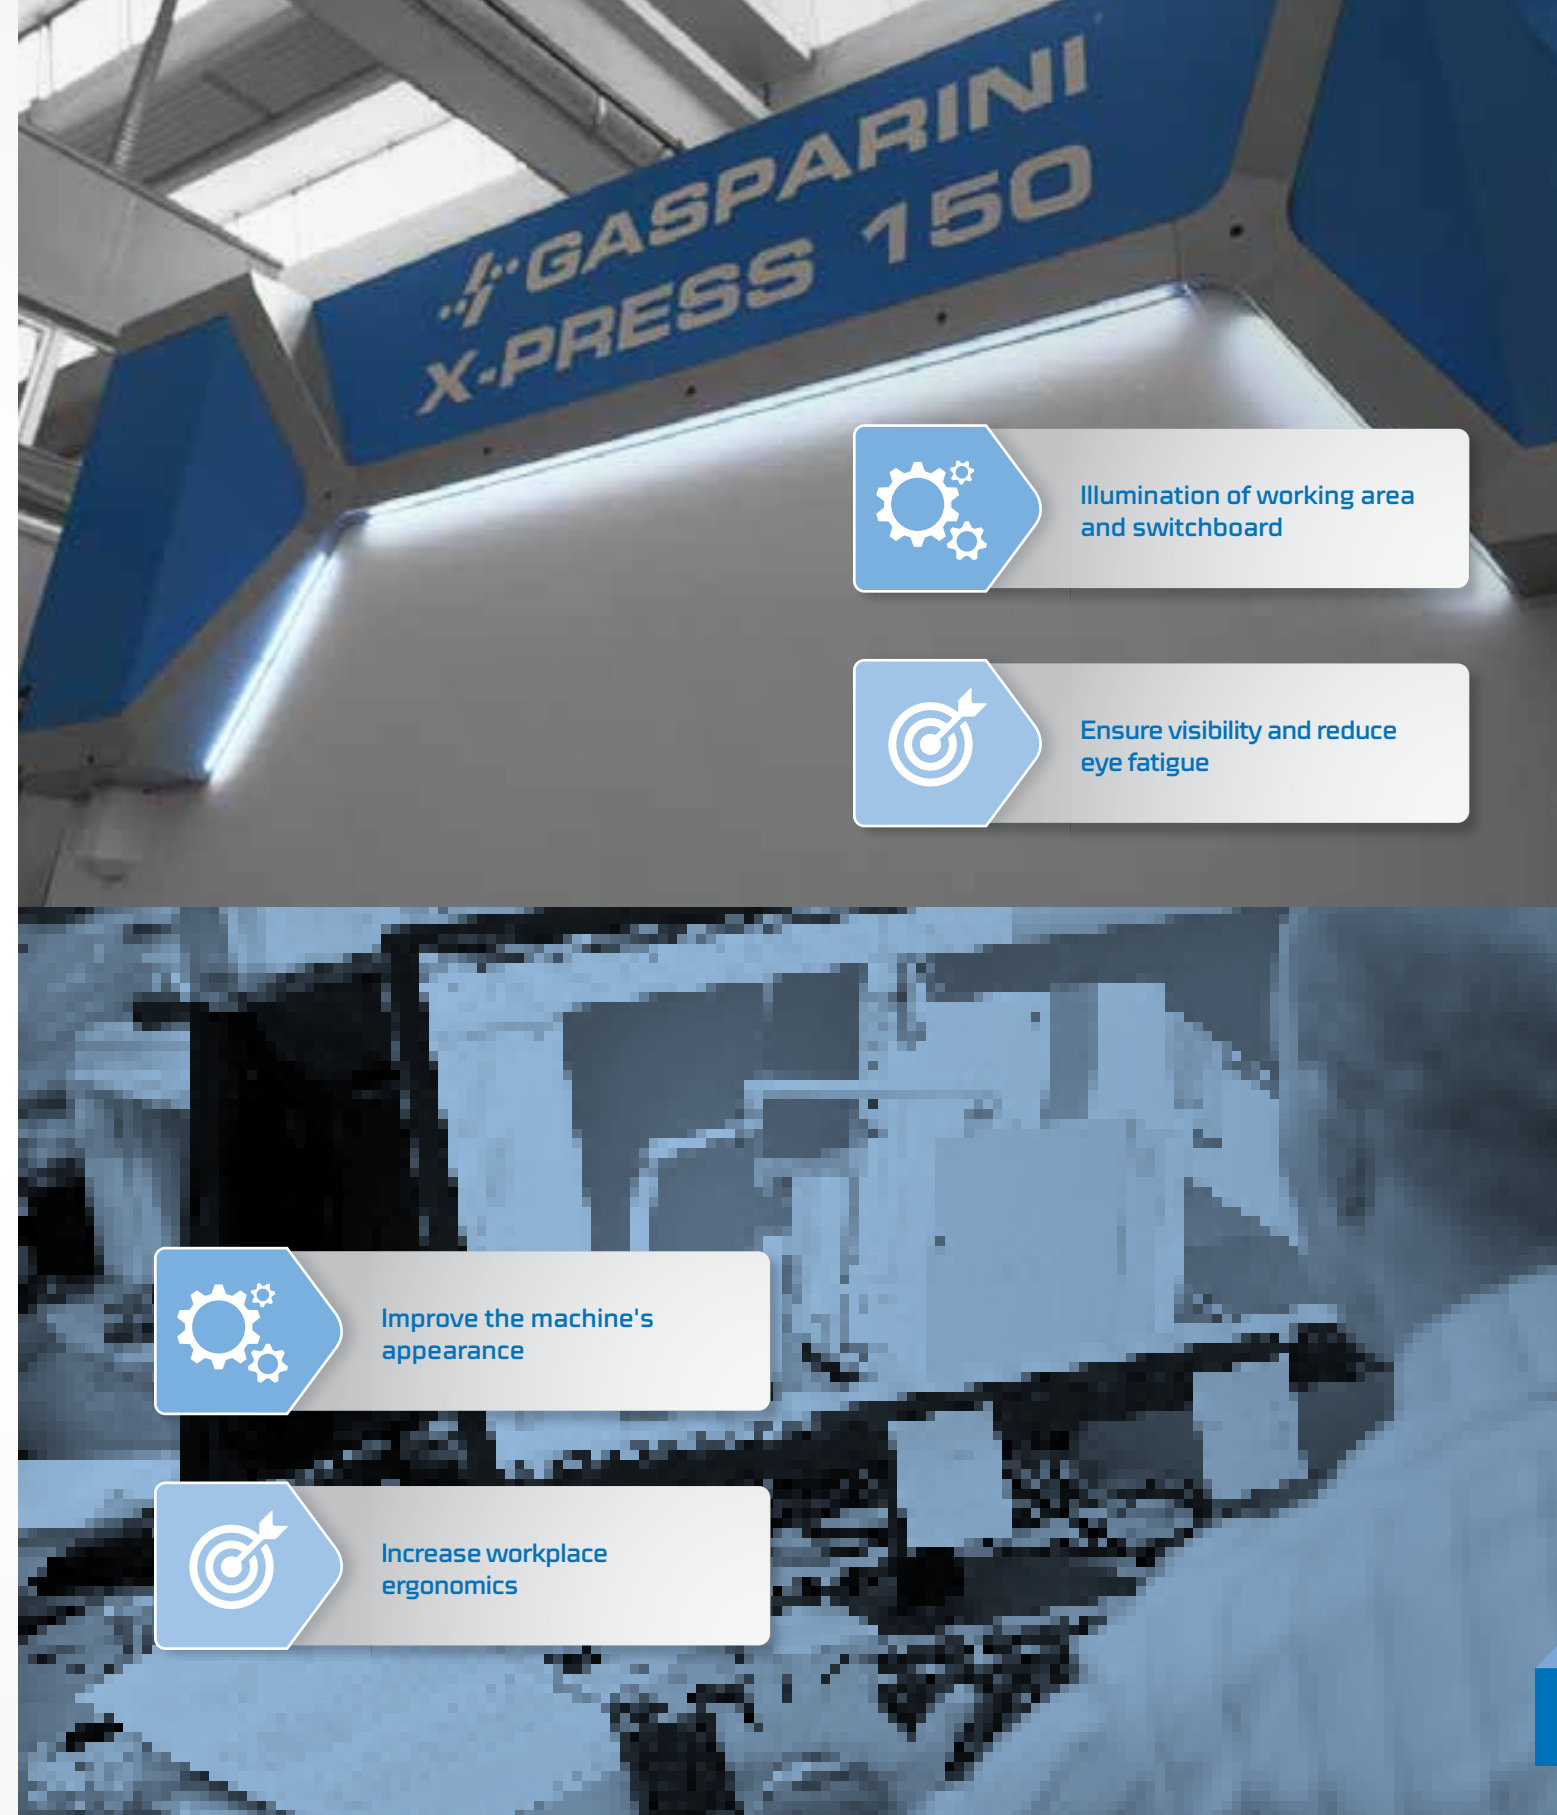 GASPARINI
X-PRESS 150
Illumination of working area
and switchboard
Ensure visibility and reduce
eye fatigue
Improve the machine's
appearance
Increase workplace
ergonomics